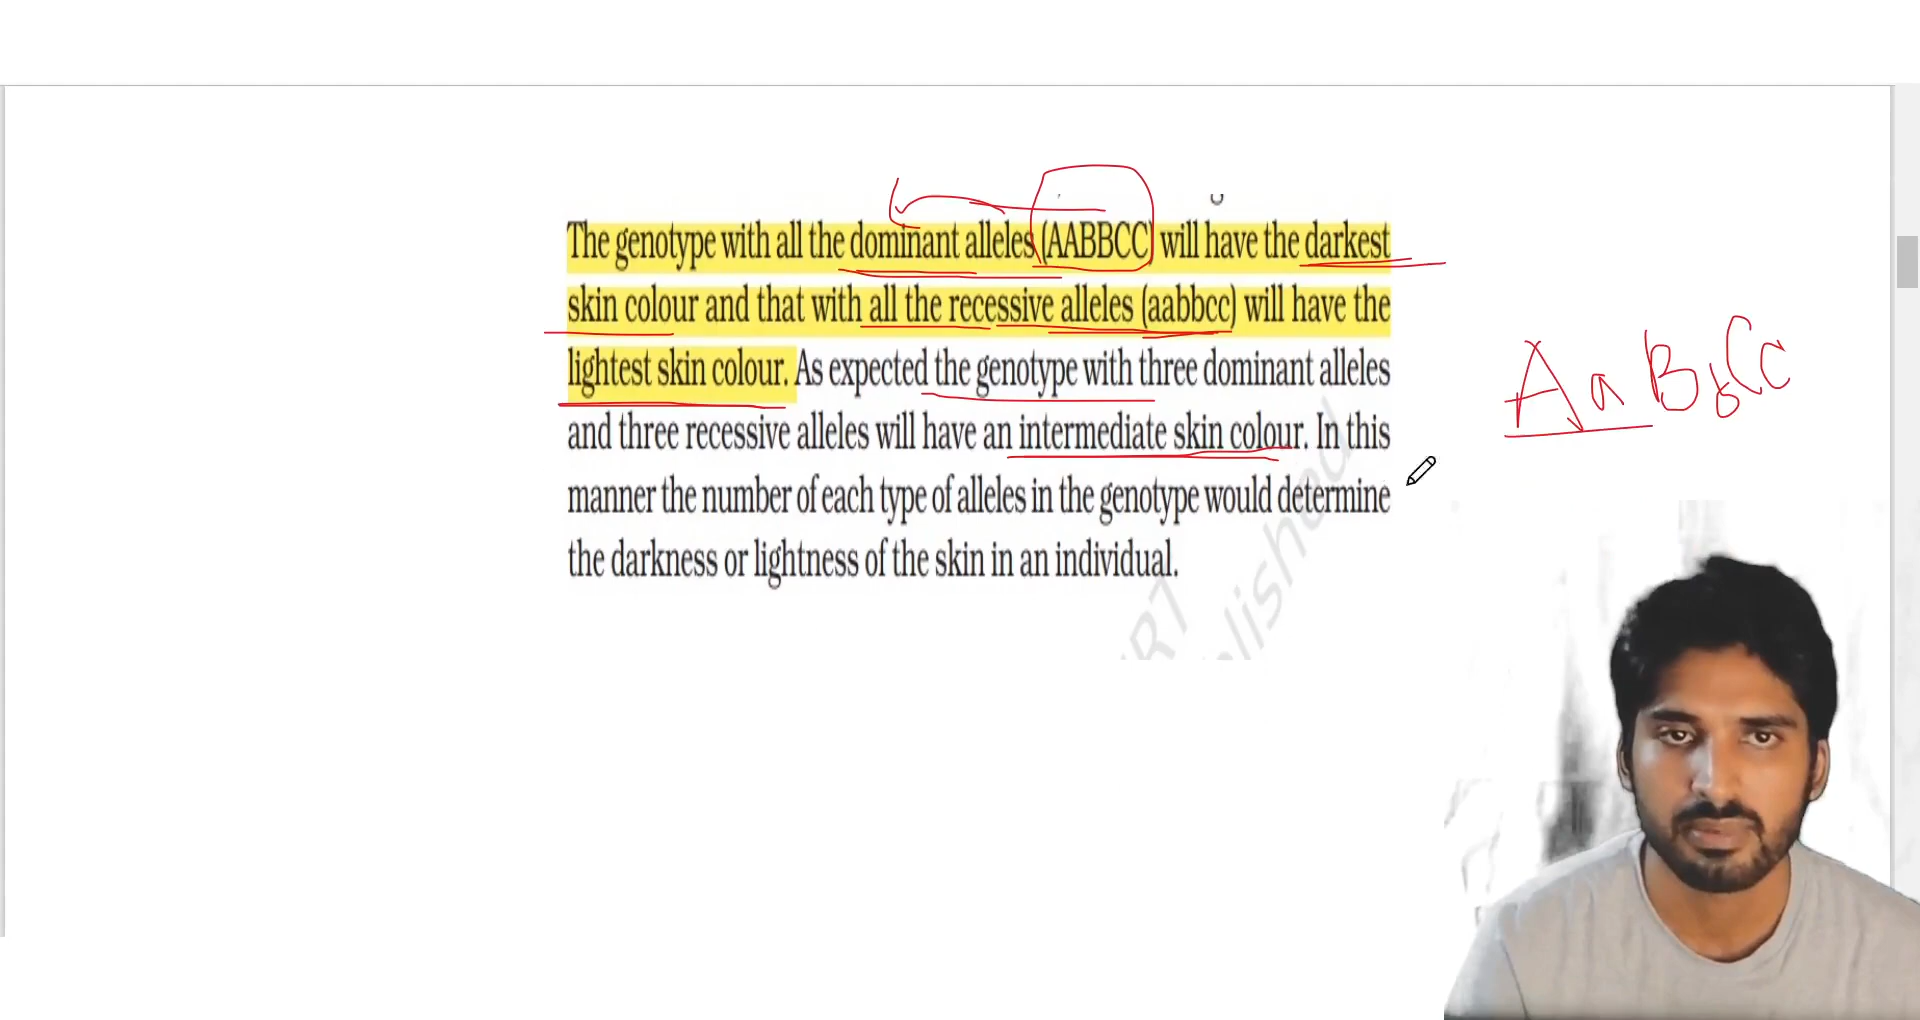 The genotype with all the dominant alleles (AABBCC) will have the darkest
skin colour and that with all the recessive alleles (aabbcc) will have the
lightest skin colour. As expected the genotype with three dominant alleles
and three recessive alleles will have an intermediate skin colour. In this
manner the number of each type of alleles in the genotype would determine
the darkness or lightness of the skin in an individual.
AaBbCc